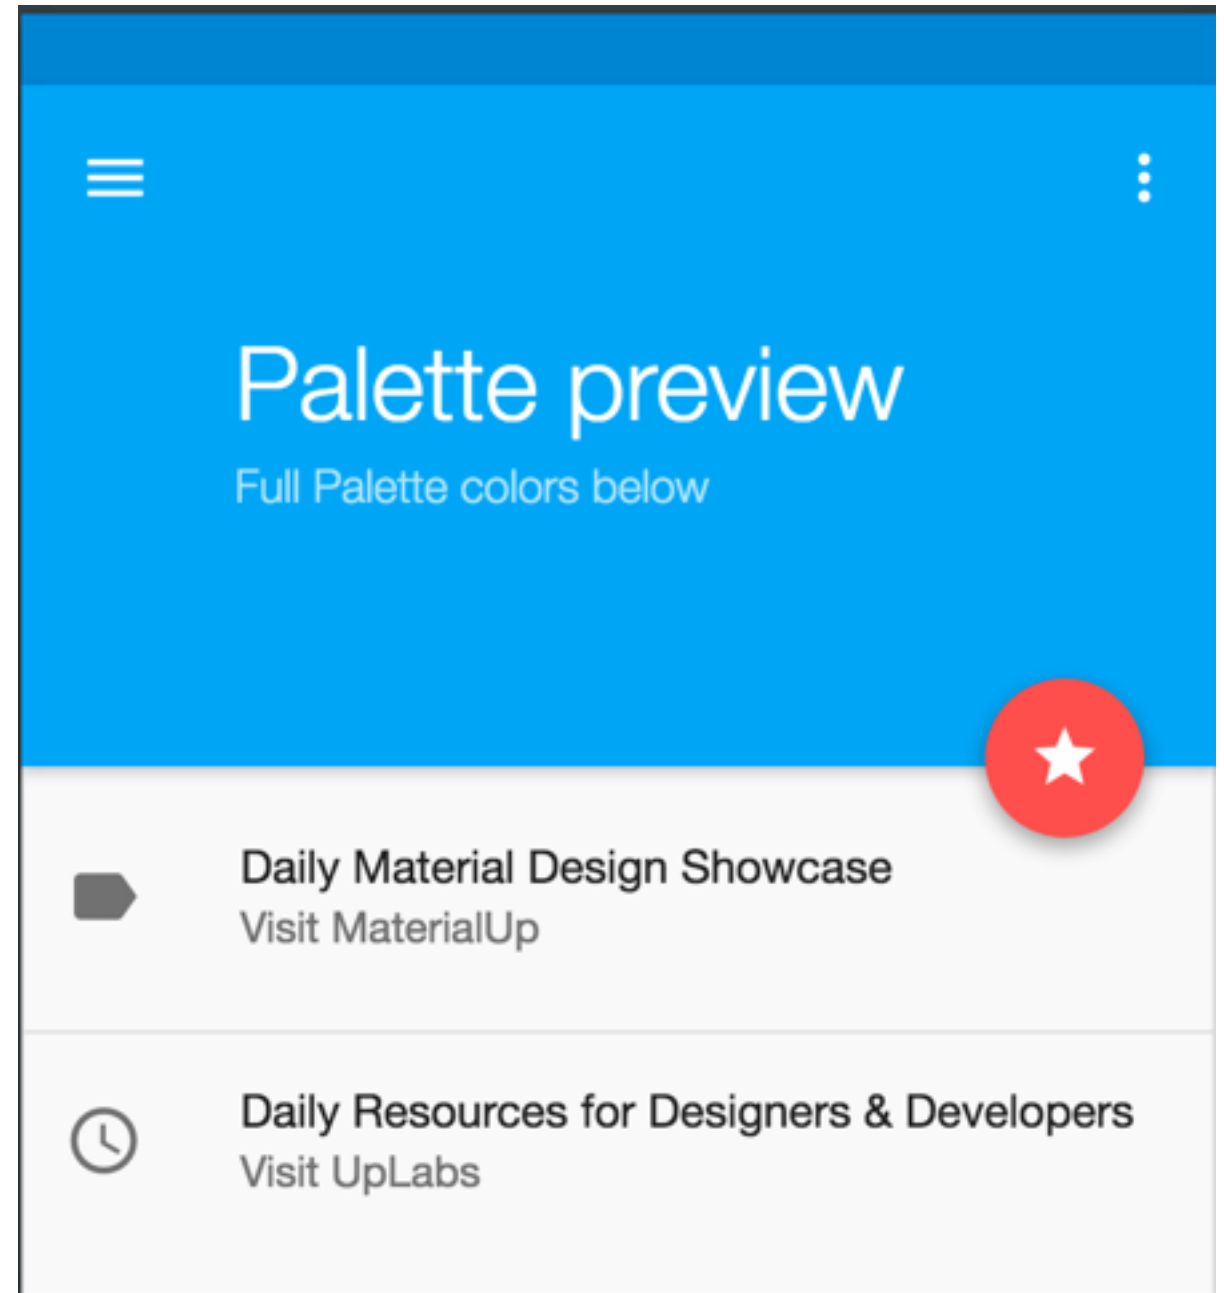 Palette preview
Full Palette colors below
Daily Material Design Showcase
Visit MaterialUp
Daily Resources for Designers & Developers
Visit UpLabs